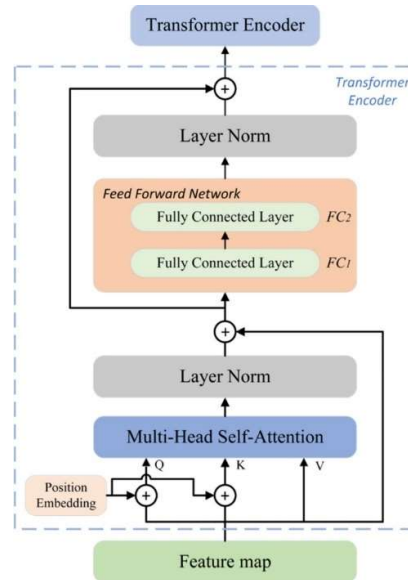 Transformer Encoder
Transformer
Encoder
+
Layer Norm
Feed Forward Network
Fully Connected Layer FC2
Fully Connected Layer FC1
+
Layer Norm
Multi-Head Self-Attention
Q K V
Position
Embedding
+ +
Feature map